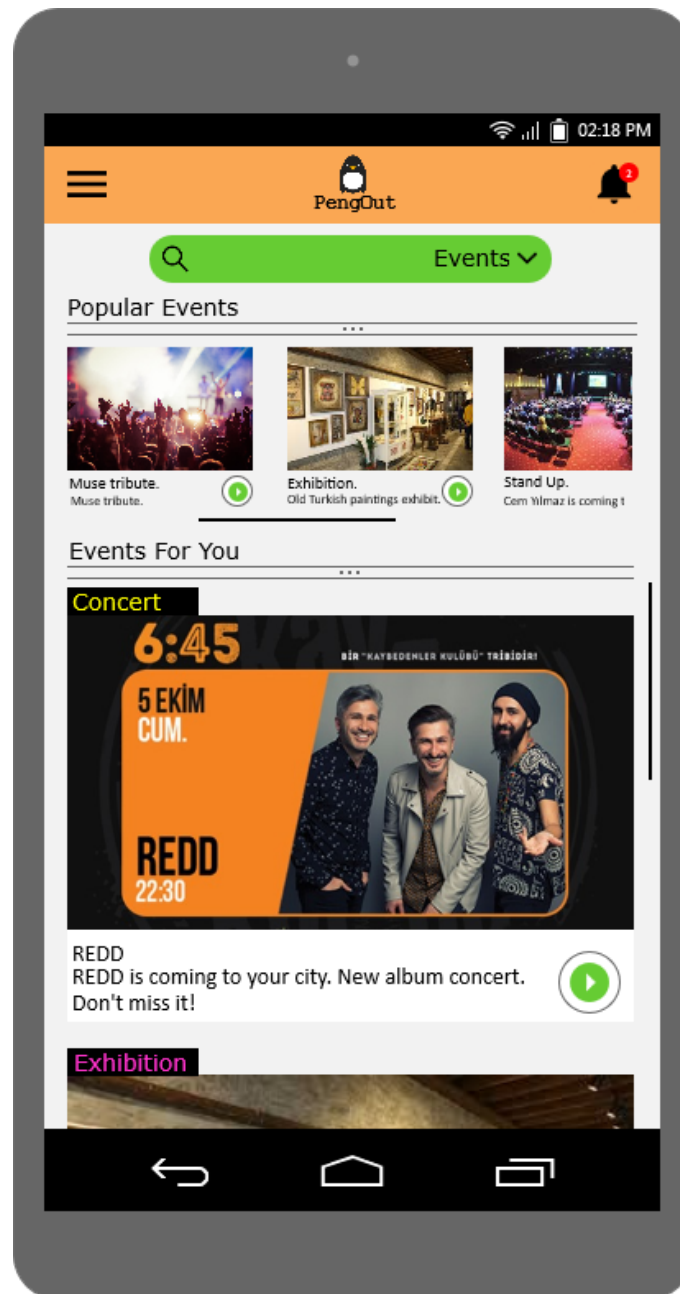 02:18 PM
2
PengOut
Events
Popular Events
Muse tribute.
Muse tribute.
Exhibition.
Old Turkish paintings exhibit.
Stand Up.
Cem Yılmaz is coming t
Events For You
Concert
6:45
BİR "KAYBEDENLER KULÜBÜ" TRİBİDİR!
5 EKİM
CUM.
REDD
22:30
REDD
REDD is coming to your city. New album concert.
Don't miss it!
Exhibition